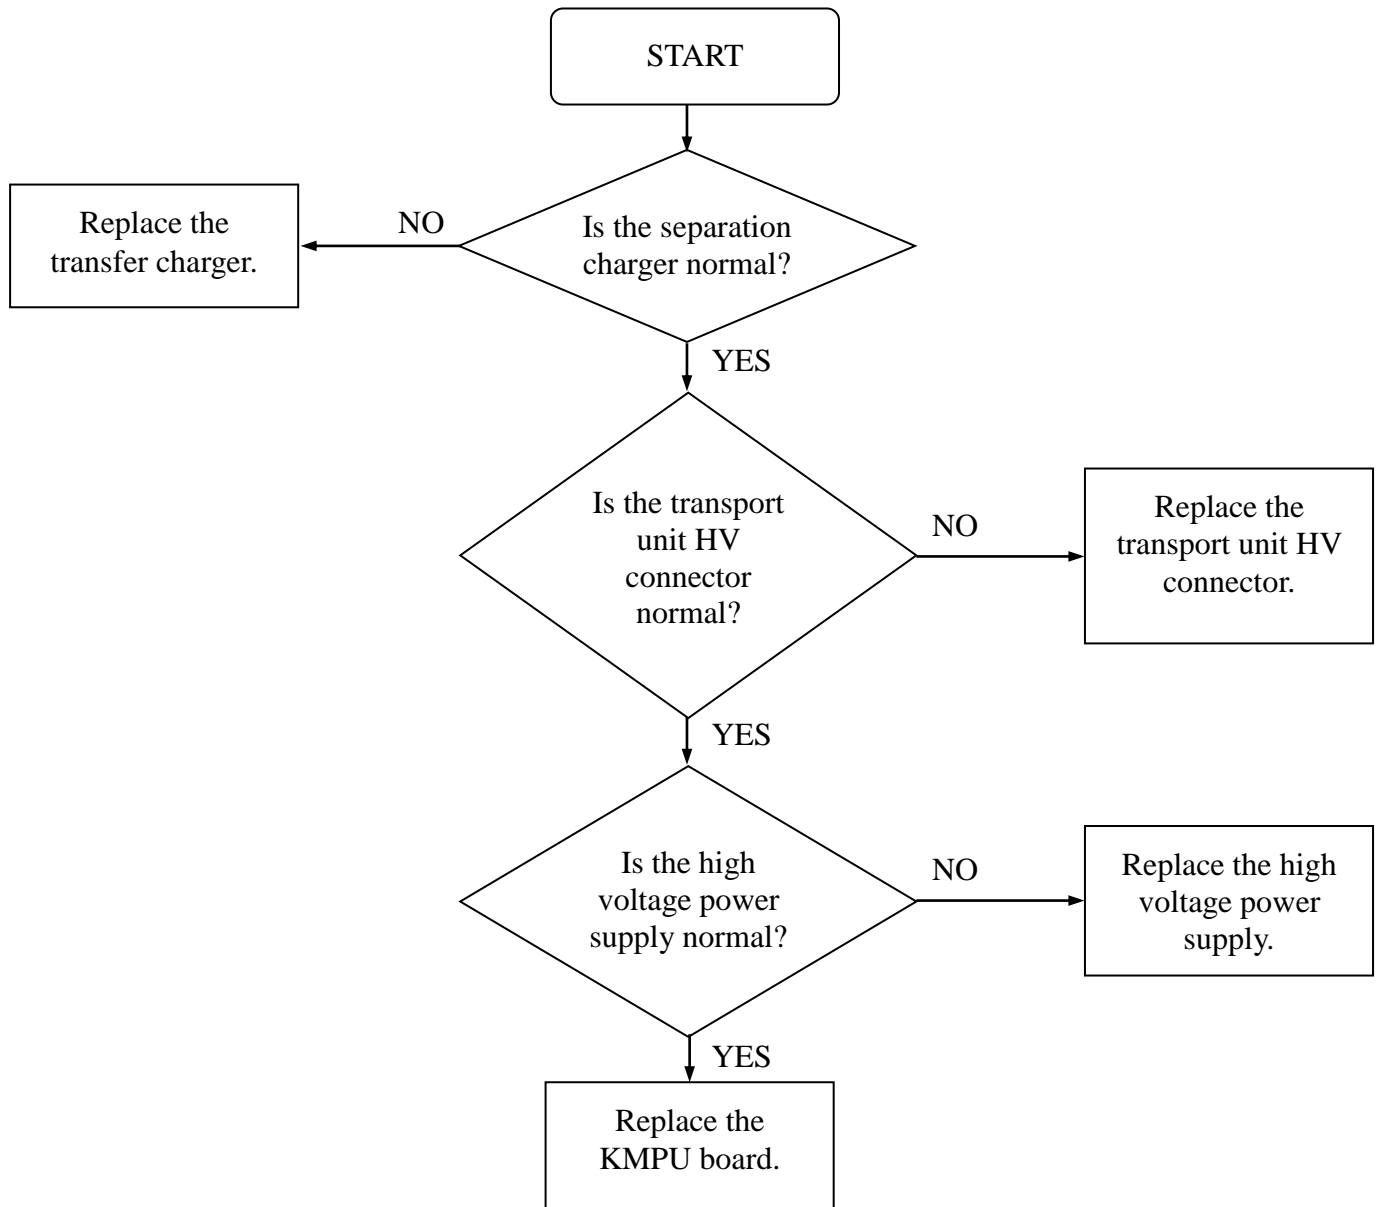 START
Is the separation
charger normal?
NO
Replace the
transfer charger.
YES
Is the transport
unit HV
connector
normal?
NO
Replace the
transport unit HV
connector.
YES
Is the high
voltage power
supply normal?
NO
Replace the high
voltage power
supply.
YES
Replace the
KMPU board.